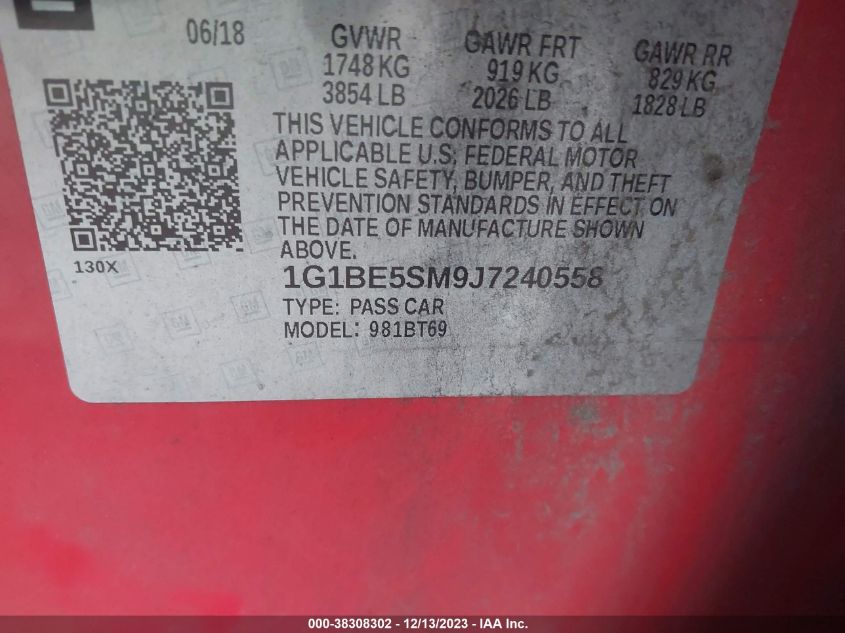 06/18
GVWR
1748 KG
3854 LB
GAWR FRT
919 KG
2026 LB
GAWR RR
829 KG
1828 LB
THIS VEHICLE CONFORMS TO ALL
APPLICABLE U.S. FEDERAL MOTOR
VEHICLE SAFETY, BUMPER, AND THEFT
PREVENTION STANDARDS IN EFFECT ON
THE DATE OF MANUFACTURE SHOWN
ABOVE.
130X
1G1BE5SM9J7240558
TYPE: PASS CAR
MODEL: 981BT69
000-38308302 - 12/13/2023 - IAA Inc.